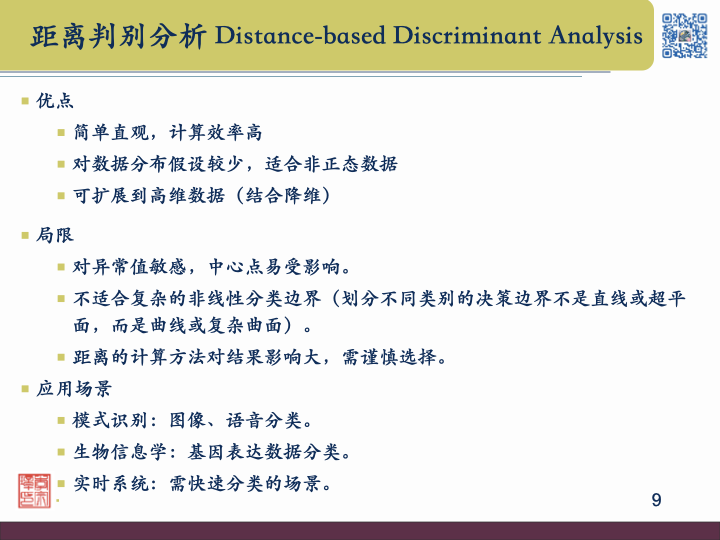 距离判别分析 Distance-based Discriminant Analysis
优点
简单直观，计算效率高
对数据分布假设较少，适合非正态数据
可扩展到高维数据（结合降维）
局限
对异常值敏感，中心点易受影响。
不适合复杂的非线性分类边界（划分不同类别的决策边界不是直线或超平
面，而是曲线或复杂曲面）。
距离的计算方法对结果影响大，需谨慎选择。
应用场景
模式识别：图像、语音分类。
生物信息学：基因表达数据分类。
实时系统：需快速分类的场景。
9